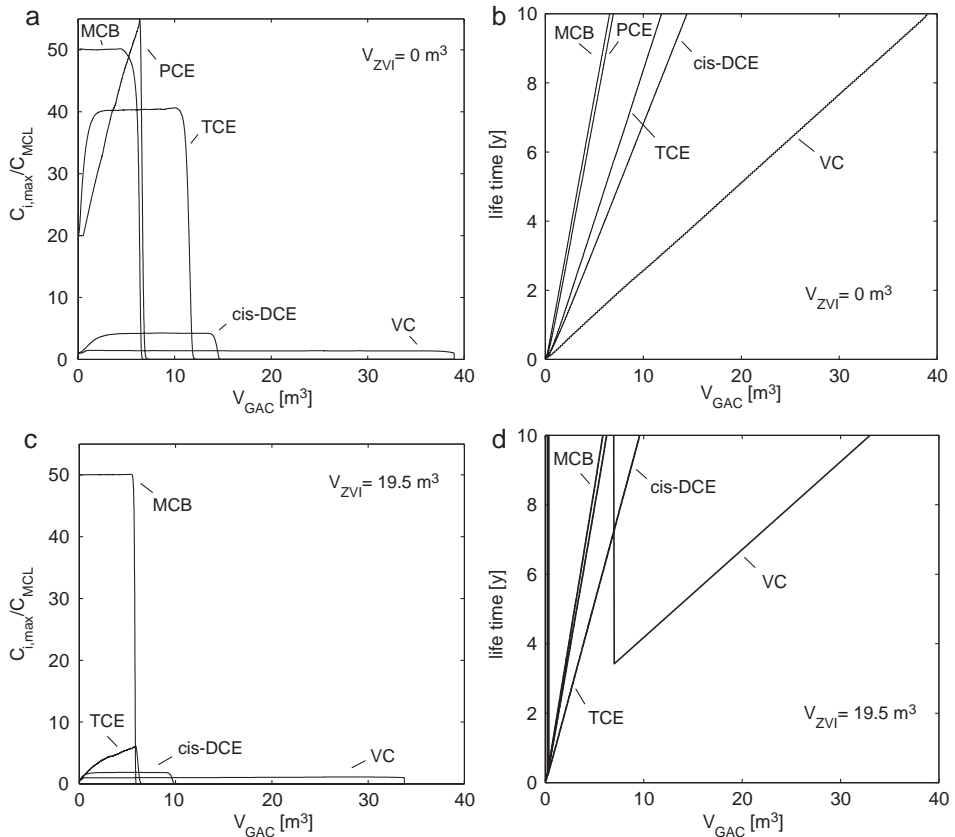 a
MCB
PCE
V_ZVI = 0 m³
TCE
cis-DCE
VC
C_i,max/C_MCL
50
40
30
20
10
0
0 10 20 30 40
V_GAC [m³]
b
MCB
PCE
cis-DCE
TCE
VC
V_ZVI = 0 m³
life time [y]
10
8
6
4
2
0
0 10 20 30 40
V_GAC [m³]
c
V_ZVI = 19.5 m³
MCB
TCE
cis-DCE
VC
C_i,max/C_MCL
50
40
30
20
10
0
0 10 20 30 40
V_GAC [m³]
d
MCB
cis-DCE
VC
TCE
V_ZVI = 19.5 m³
life time [y]
10
8
6
4
2
0
0 10 20 30 40
V_GAC [m³]